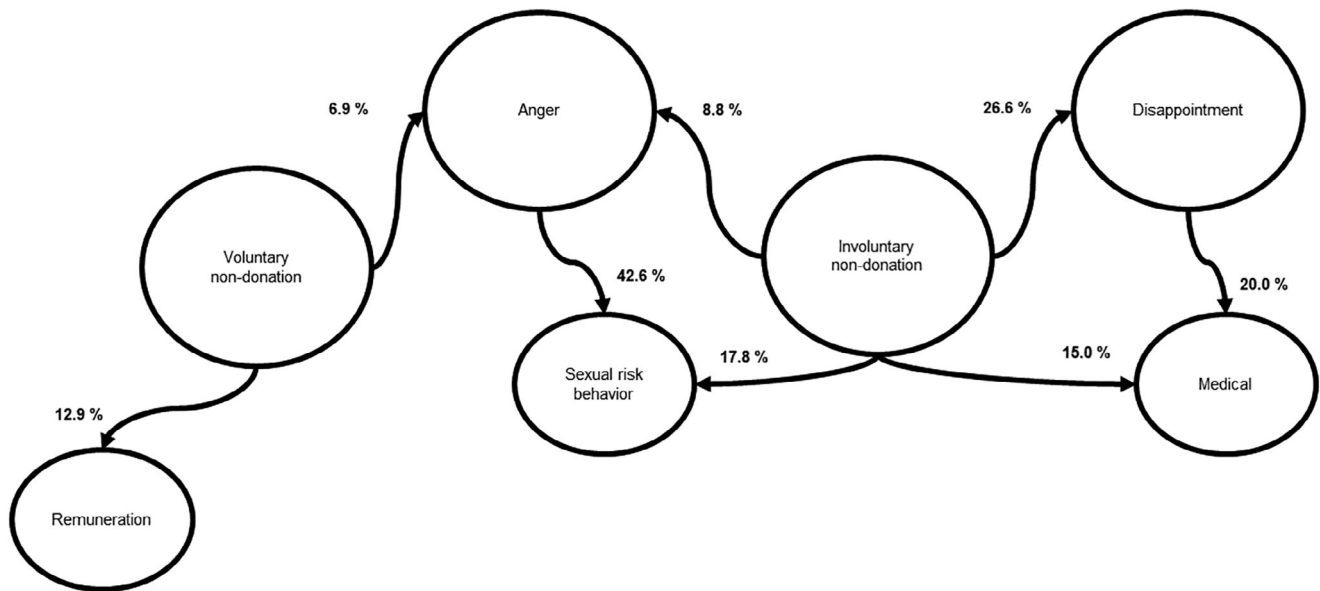 6.9 %
Anger
8.8 %
26.6 %
Disappointment
Voluntary
non-donation
Involuntary
non-donation
42.6 %
20.0 %
17.8 %
15.0 %
Sexual risk
behavior
Medical
12.9 %
Remuneration